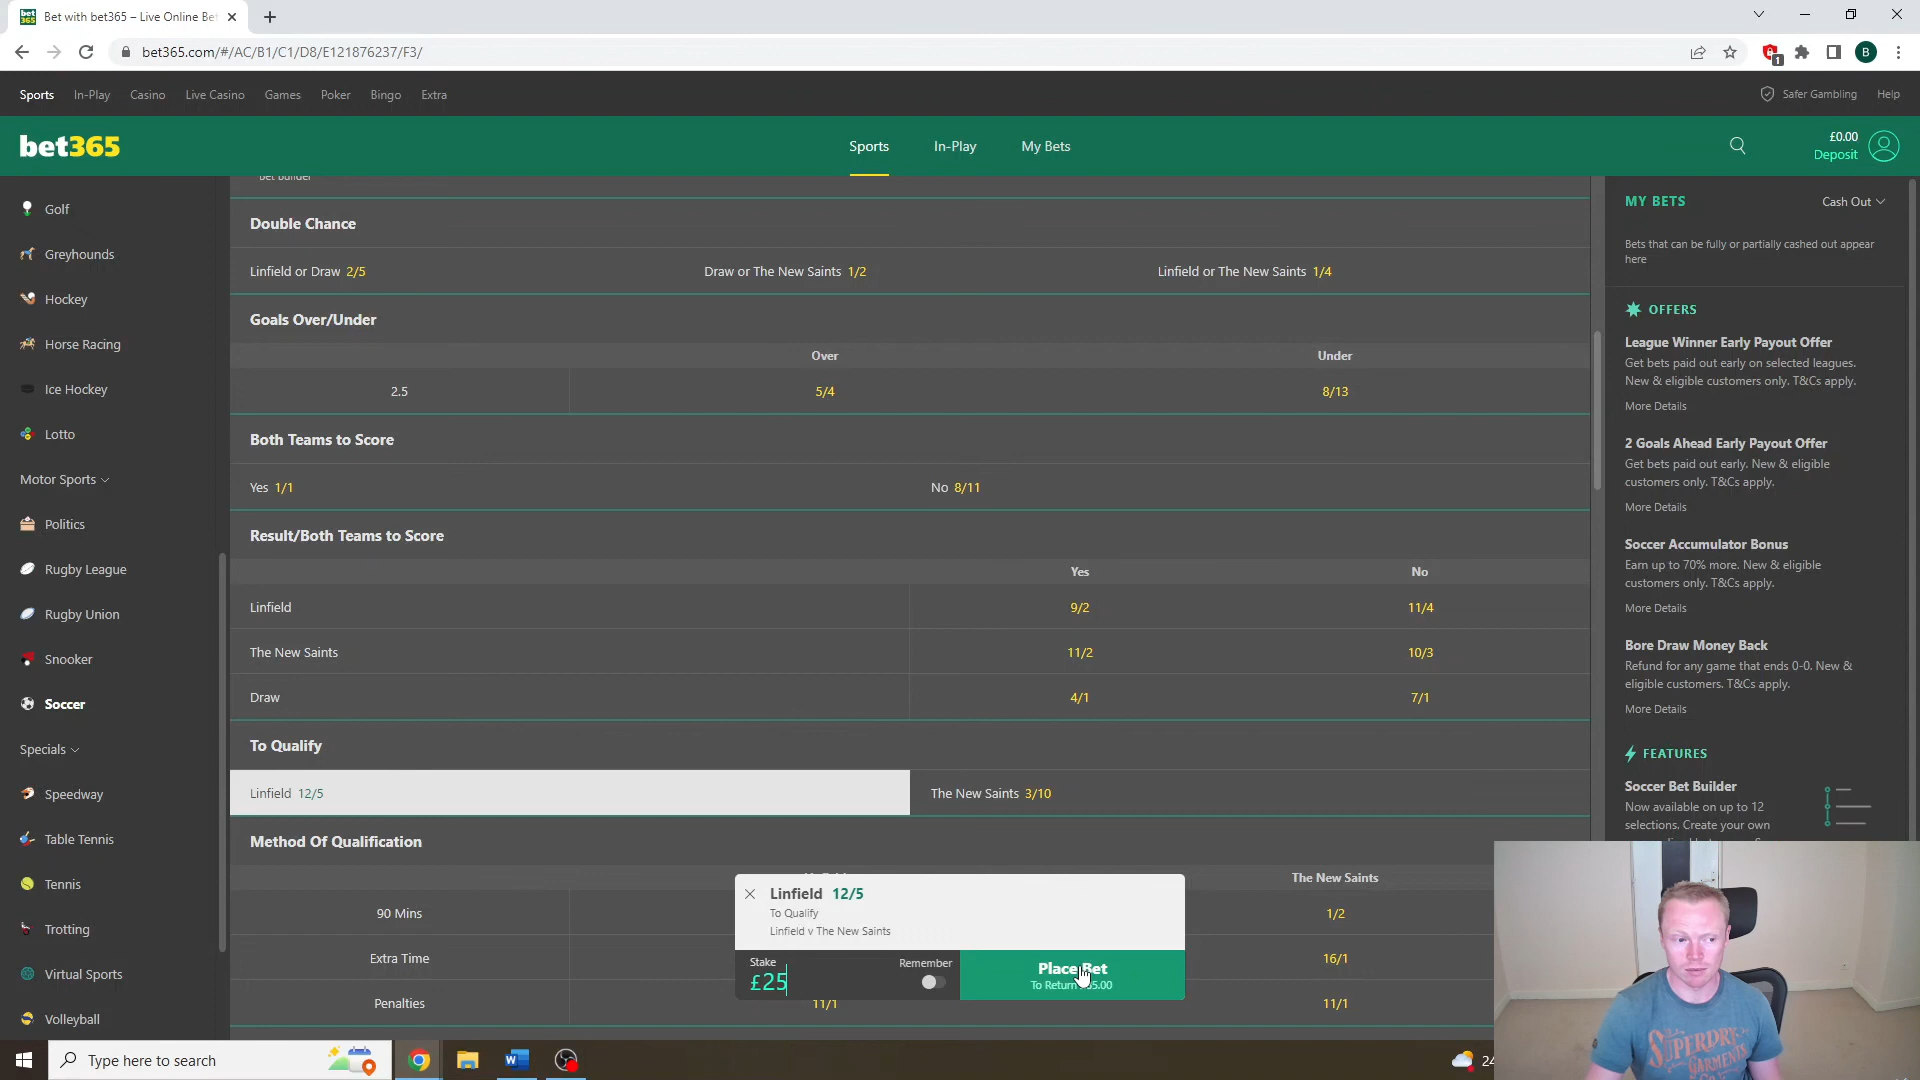 Bet with bet365 – Live Online Bet
bet365.com/#/AC/B1/C1/D8/E121876237/F3/
1
B
Sports In-Play Casino Live Casino Games Poker Bingo Extra
Safer Gambling Help
bet365
Sports In-Play My Bets
£0.00
Deposit
Golf
Greyhounds
Hockey
Horse Racing
Ice Hockey
Lotto
Motor Sports
Politics
Rugby League
Rugby Union
Snooker
Soccer
Specials
Speedway
Table Tennis
Tennis
Trotting
Virtual Sports
Volleyball
Bet Builder
Double Chance
Linfield or Draw 2/5 Draw or The New Saints 1/2 Linfield or The New Saints 1/4
Goals Over/Under
Over Under
2.5 5/4 8/13
Both Teams to Score
Yes 1/1 No 8/11
Result/Both Teams to Score
Yes No
Linfield 9/2 11/4
The New Saints 11/2 10/3
Draw 4/1 7/1
To Qualify
Linfield 12/5 The New Saints 3/10
Method Of Qualification
The New Saints
90 Mins 1/2
Extra Time 16/1
Penalties 11/1 11/1
Linfield 12/5
To Qualify
Linfield v The New Saints
Stake
£25
Remember
Place Bet
To Return
MY BETS Cash Out
Bets that can be fully or partially cashed out appear
here
OFFERS
League Winner Early Payout Offer
Get bets paid out early on selected leagues.
New & eligible customers only. T&Cs apply.
More Details
2 Goals Ahead Early Payout Offer
Get bets paid out early. New & eligible
customers only. T&Cs apply.
More Details
Soccer Accumulator Bonus
Earn up to 70% more. New & eligible
customers only. T&Cs apply.
More Details
Bore Draw Money Back
Refund for any game that ends 0-0. New &
eligible customers. T&Cs apply.
More Details
FEATURES
Soccer Bet Builder
Now available on up to 12
selections. Create your own
SUPERDRY
GARMENTS
Type here to search
24